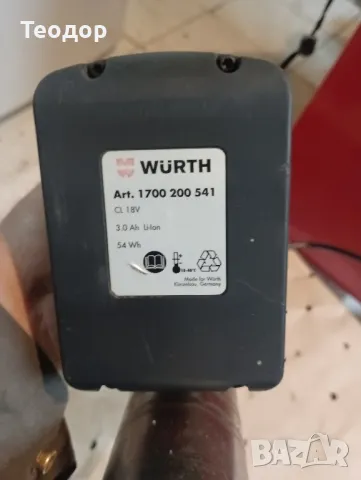 Теодор
WÜRTH
Art. 1700 200 541
CL 18V
3.0 Ah Li-Ion
54 Wh
Made for Würth
Künzelsau, Germany
BAZAR